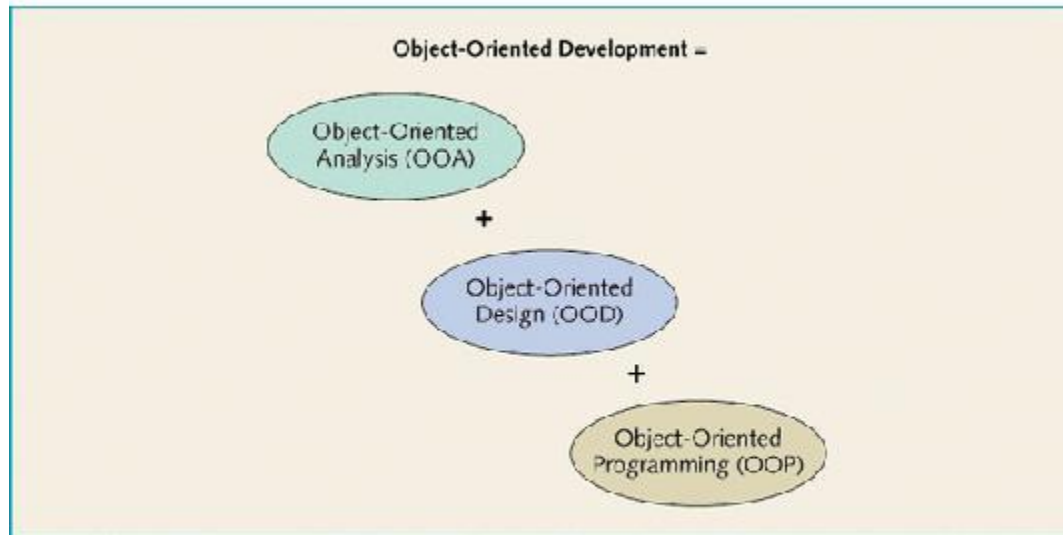 Object-Oriented Development =
Object-Oriented
Analysis (OOA)
+
Object-Oriented
Design (OOD)
+
Object-Oriented
Programming (OOP)